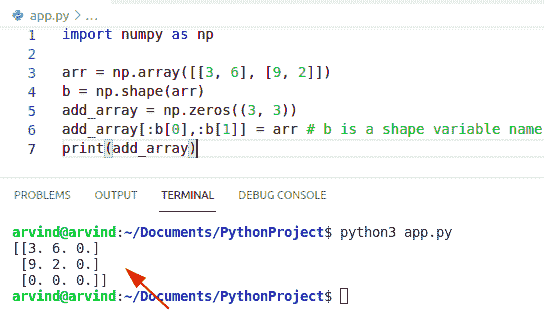 app.py > ...
1 import numpy as np
2
3 arr = np.array([[3, 6], [9, 2]])
4 b = np.shape(arr)
5 add_array = np.zeros((3, 3))
6 add_array[:b[0],:b[1]] = arr # b is a shape variable name
7 print(add_array)
PROBLEMS OUTPUT TERMINAL DEBUG CONSOLE
arvind@arvind:~/Documents/PythonProject$ python3 app.py
[[3. 6. 0.]
 [9. 2. 0.]
 [0. 0. 0.]]
arvind@arvind:~/Documents/PythonProject$